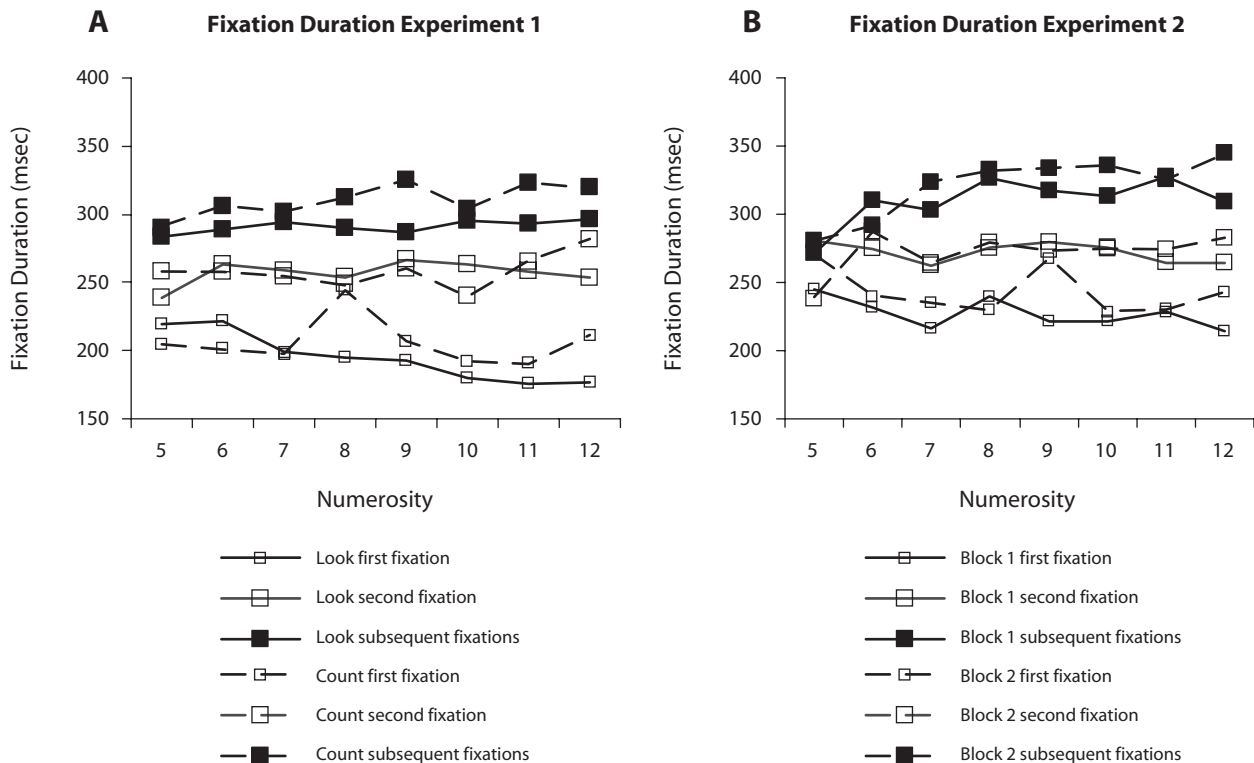 A Fixation Duration Experiment 1
Fixation Duration (msec)
400
350
300
250
200
150
5 6 7 8 9 10 11 12
Numerosity
Look first fixation
Look second fixation
Look subsequent fixations
Count first fixation
Count second fixation
Count subsequent fixations
B Fixation Duration Experiment 2
Fixation Duration (msec)
400
350
300
250
200
150
5 6 7 8 9 10 11 12
Numerosity
Block 1 first fixation
Block 1 second fixation
Block 1 subsequent fixations
Block 2 first fixation
Block 2 second fixation
Block 2 subsequent fixations